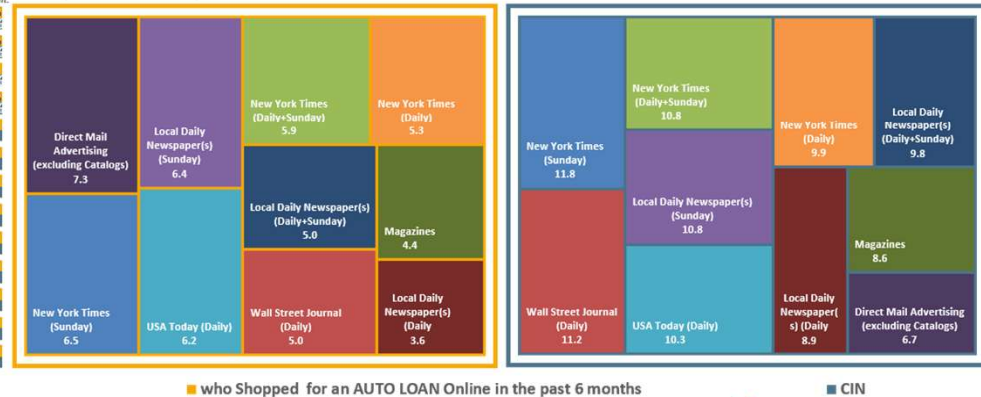 Direct Mail
Advertising
(excluding Catalogs)
7.3
New York Times
(Sunday)
6.5
Local Daily
Newspaper(s)
(Sunday)
6.4
USA Today (Daily)
6.2
New York Times
(Daily+Sunday)
5.9
New York Times
(Daily)
5.3
Local Daily Newspaper(s)
(Daily+Sunday)
5.0
Wall Street Journal
(Daily)
5.0
Magazines
4.4
Local Daily
Newspaper(s)
(Daily
3.6
New York Times
(Sunday)
11.8
Wall Street Journal
(Daily)
11.2
New York Times
(Daily+Sunday)
10.8
Local Daily Newspaper(s)
(Sunday)
10.8
USA Today (Daily)
10.3
New York Times
(Daily)
9.9
Local Daily
Newspaper(s)
(Daily+Sunday)
9.8
Local Daily
Newspaper(
s) (Daily
8.9
Magazines
8.6
Direct Mail Advertising
(excluding Catalogs)
6.7
who Shopped for an AUTO LOAN Online in the past 6 months
CIN